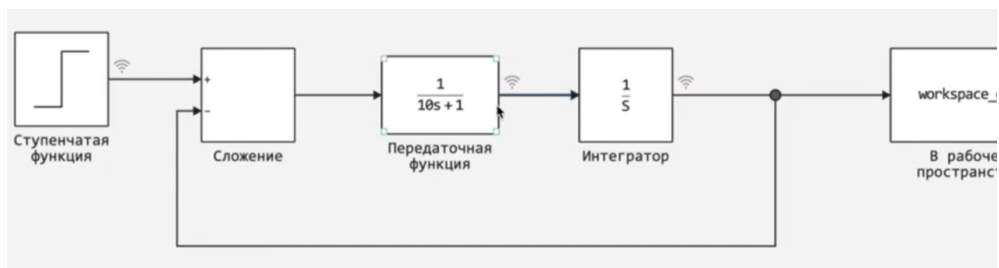 Ступенчатая
функция
+
−
Сложение
1
10s+1
Передаточная
функция
1
s
Интегратор
workspace_
В рабоче
пространст